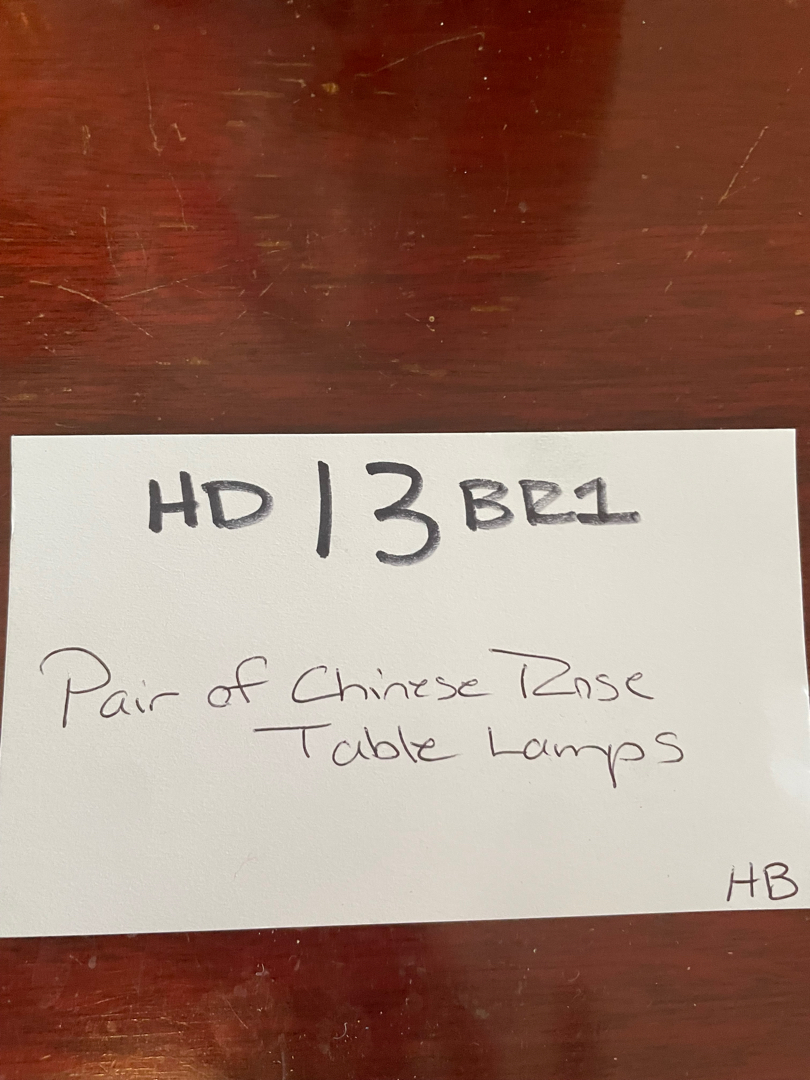 HD 13 BR1
Pair of Chinese Rose
Table Lamps
HB